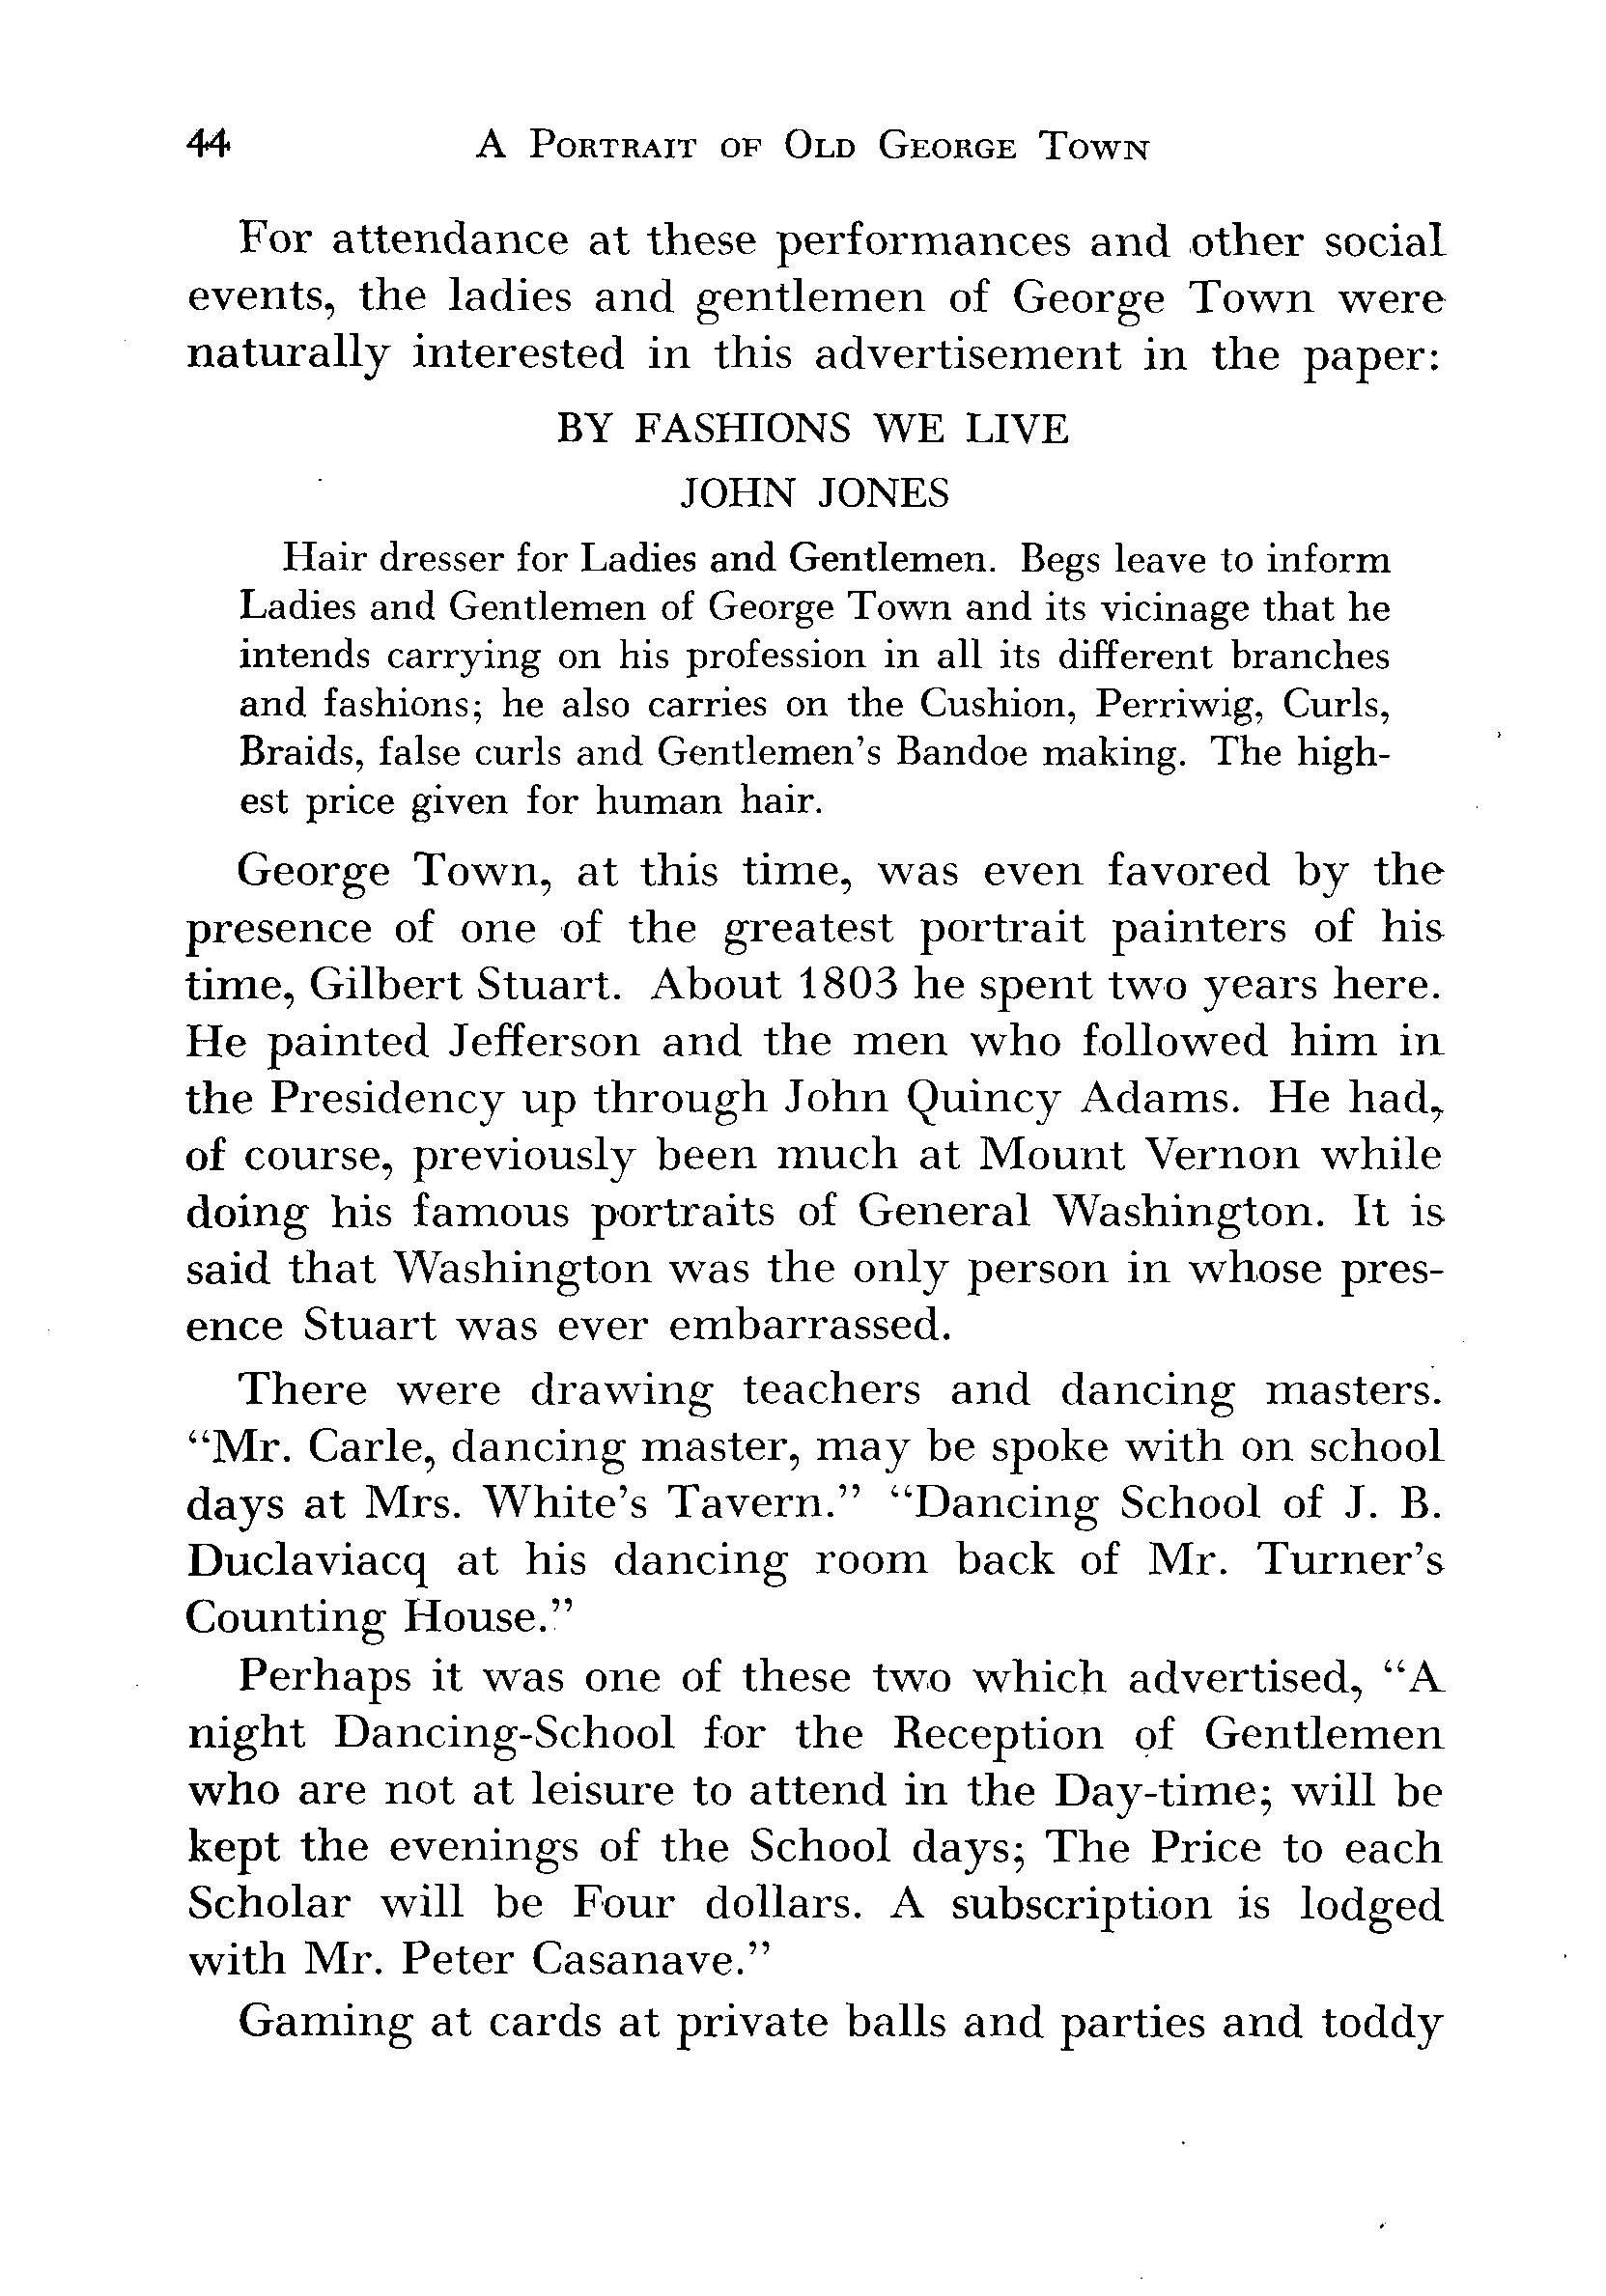 44 A Portrait of Old George Town
For attendance at these performances and other social
events, the ladies and gentlemen of George Town were
naturally interested in this advertisement in the paper:
BY FASHIONS WE LIVE
JOHN JONES
Hair dresser for Ladies and Gentlemen. Begs leave to inform
Ladies and Gentlemen of George Town and its vicinage that he
intends carrying on his profession in all its different branches
and fashions; he also carries on the Cushion, Perriwig, Curls,
Braids, false curls and Gentlemen's Bandoe making. The high-
est price given for human hair.
George Town, at this time, was even favored by the
presence of one of the greatest portrait painters of his
time, Gilbert Stuart. About 1803 he spent two years here.
He painted Jefferson and the men who followed him in
the Presidency up through John Quincy Adams. He had,
of course, previously been much at Mount Vernon while
doing his famous portraits of General Washington. It is
said that Washington was the only person in whose pres-
ence Stuart was ever embarrassed.
There were drawing teachers and dancing masters.
"Mr. Carle, dancing master, may be spoke with on school
days at Mrs. White's Tavern." "Dancing School of J. B.
Duclaviacq at his dancing room back of Mr. Turner's
Counting House."
Perhaps it was one of these two which advertised, "A
night Dancing-School for the Reception of Gentlemen
who are not at leisure to attend in the Day-time; will be
kept the evenings of the School days; The Price to each
Scholar will be Four dollars. A subscription is lodged
with Mr. Peter Casanave."
Gaming at cards at private balls and parties and toddy